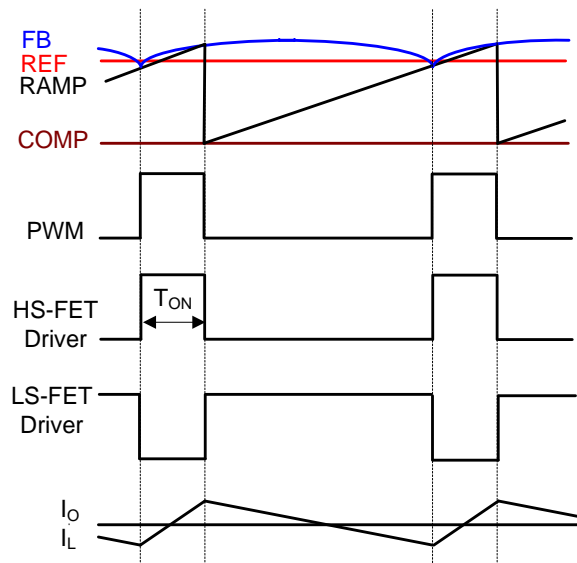 FB
REF
RAMP
COMP
PWM
HS-FET
Driver
TON
LS-FET
Driver
IO
IL